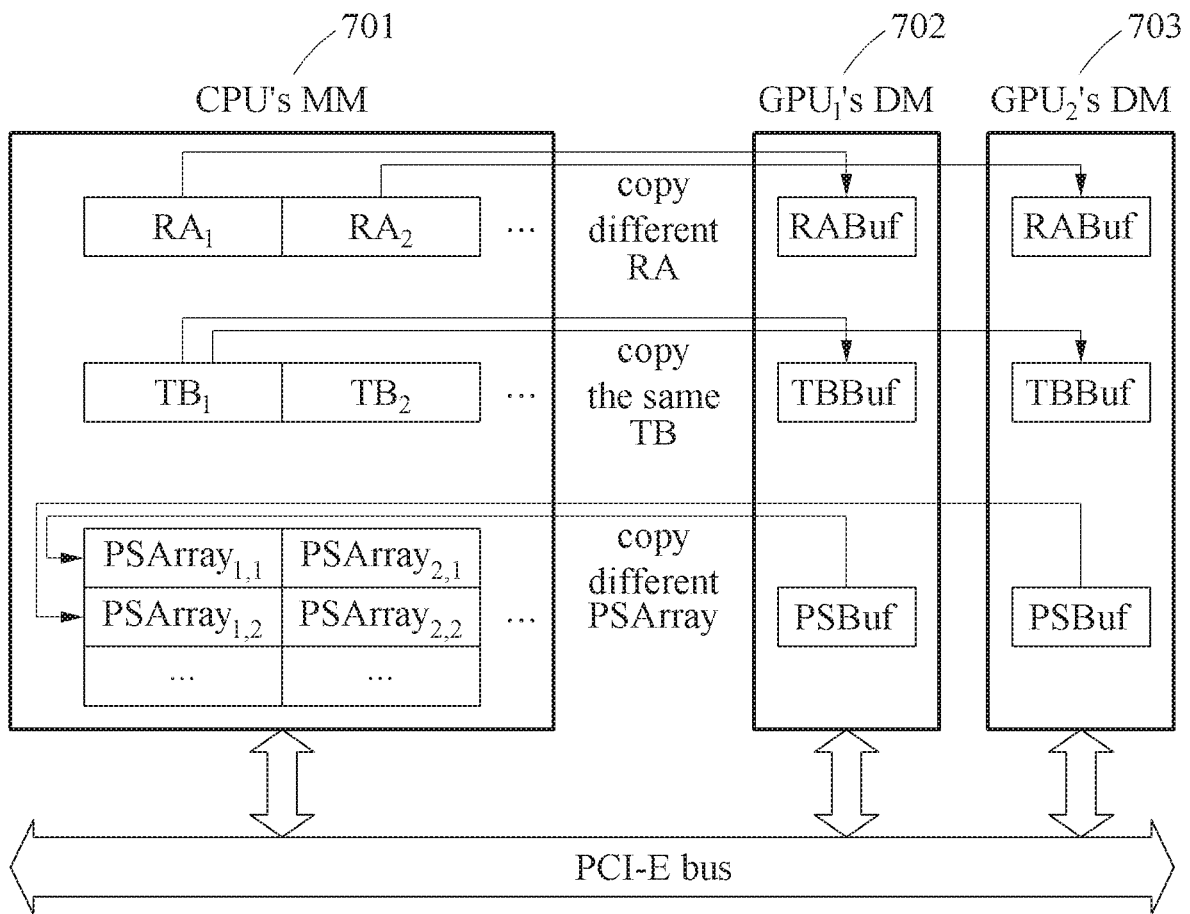 701
702
703
CPU's MM
GPU₁'s DM
GPU₂'s DM
RA₁
RA₂
...
copy
different
RA
RABuf
RABuf
TB₁
TB₂
...
copy
the same
TB
TBBuf
TBBuf
PSArray₁,₁
PSArray₂,₁
PSArray₁,₂
PSArray₂,₂
...
...
...
copy
different
PSArray
PSBuf
PSBuf
PCI-E bus